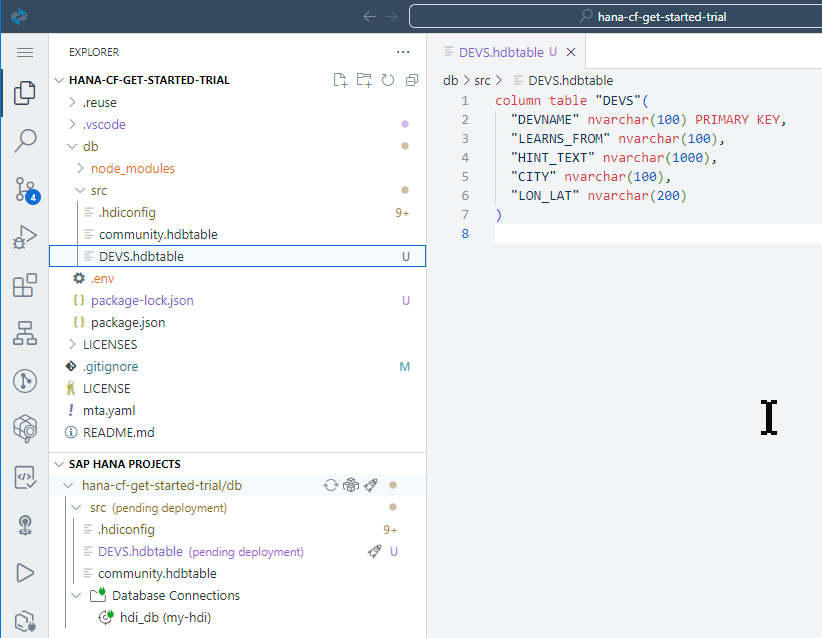 hana-cf-get-started-trial
EXPLORER
HANA-CF-GET-STARTED-TRIAL
.reuse
.vscode
db
node_modules
src
.hdiconfig 9+
community.hdbtable
DEVS.hdbtable U
.env
{} package-lock.json U
{} package.json
LICENSES
.gitignore M
LICENSE
! mta.yaml
README.md
4
SAP HANA PROJECTS
hana-cf-get-started-trial/db
src (pending deployment)
.hdiconfig 9+
DEVS.hdbtable (pending deployment) U
community.hdbtable
Database Connections
hdi_db (my-hdi)
DEVS.hdbtable U
db > src > DEVS.hdbtable
1 column table "DEVS"(
2 "DEVNAME" nvarchar(100) PRIMARY KEY,
3 "LEARNS_FROM" nvarchar(100),
4 "HINT_TEXT" nvarchar(1000),
5 "CITY" nvarchar(100),
6 "LON_LAT" nvarchar(200)
7 )
8